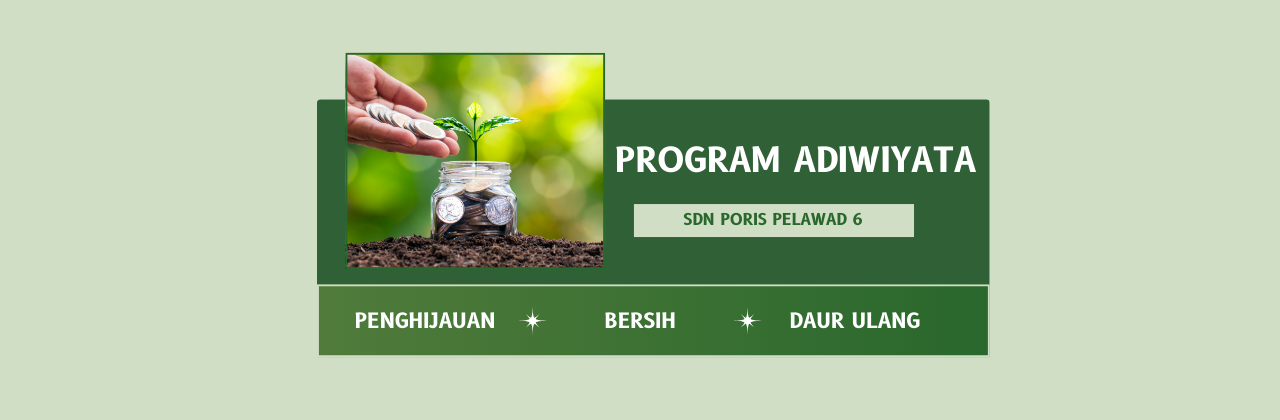 PROGRAM ADIWIYATA
SDN PORIS PELAWAD 6
PENGHIJAUAN BERSIH DAUR ULANG